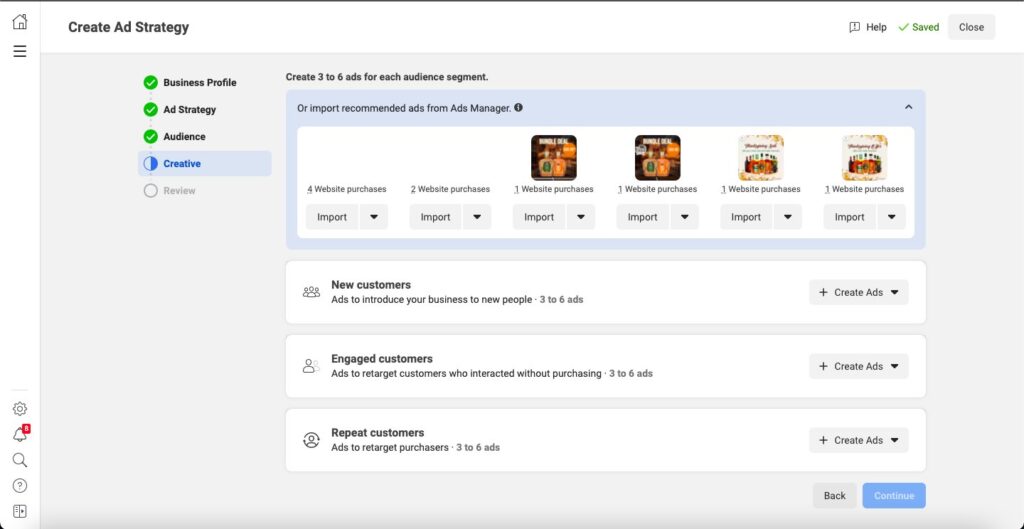 Create Ad Strategy
Help
Saved
Close
Business Profile
Ad Strategy
Audience
Creative
Review
Create 3 to 6 ads for each audience segment.
Or import recommended ads from Ads Manager.
BUNDLE DEAL
BUNDLE DEAL
Thanksgiving Sale
Thanksgiving Offer
4 Website purchases
2 Website purchases
1 Website purchases
1 Website purchases
1 Website purchases
1 Website purchases
Import
Import
Import
Import
Import
Import
New customers
Ads to introduce your business to new people · 3 to 6 ads
+ Create Ads
Engaged customers
Ads to retarget customers who interacted without purchasing · 3 to 6 ads
+ Create Ads
Repeat customers
Ads to retarget purchasers · 3 to 6 ads
+ Create Ads
8
Back
Continue